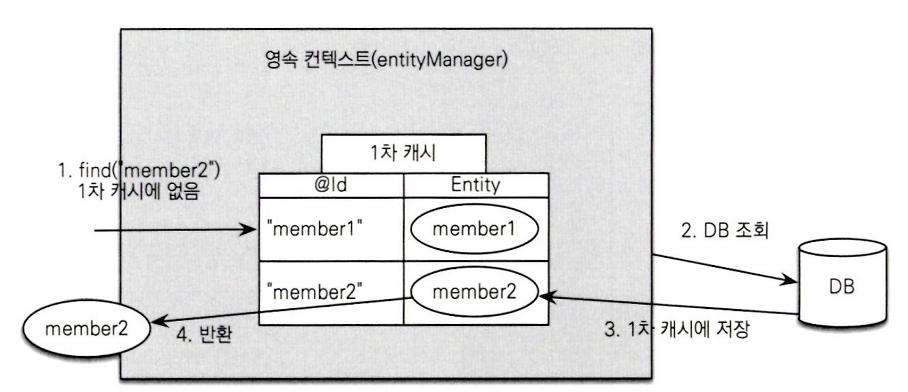 영속 컨텍스트(entityManager)
1차 캐시
1. find("member2")
1차 캐시에 없음
@Id
Entity
"member1"
member1
2. DB 조회
"member2"
member2
DB
member2
4. 반환
3. 1차 캐시에 저장